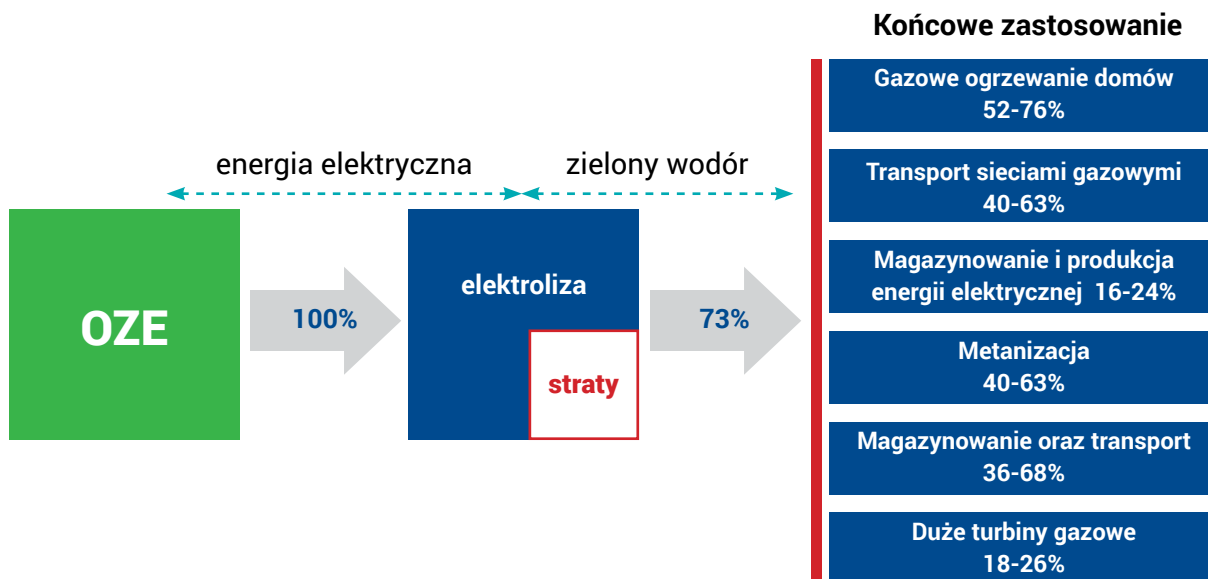 Końcowe zastosowanie
energia elektryczna
zielony wodór
OZE
100%
elektroliza
straty
73%
Gazowe ogrzewanie domów
52-76%
Transport sieciami gazowymi
40-63%
Magazynowanie i produkcja
energii elektrycznej 16-24%
Metanizacja
40-63%
Magazynowanie oraz transport
36-68%
Duże turbiny gazowe
18-26%